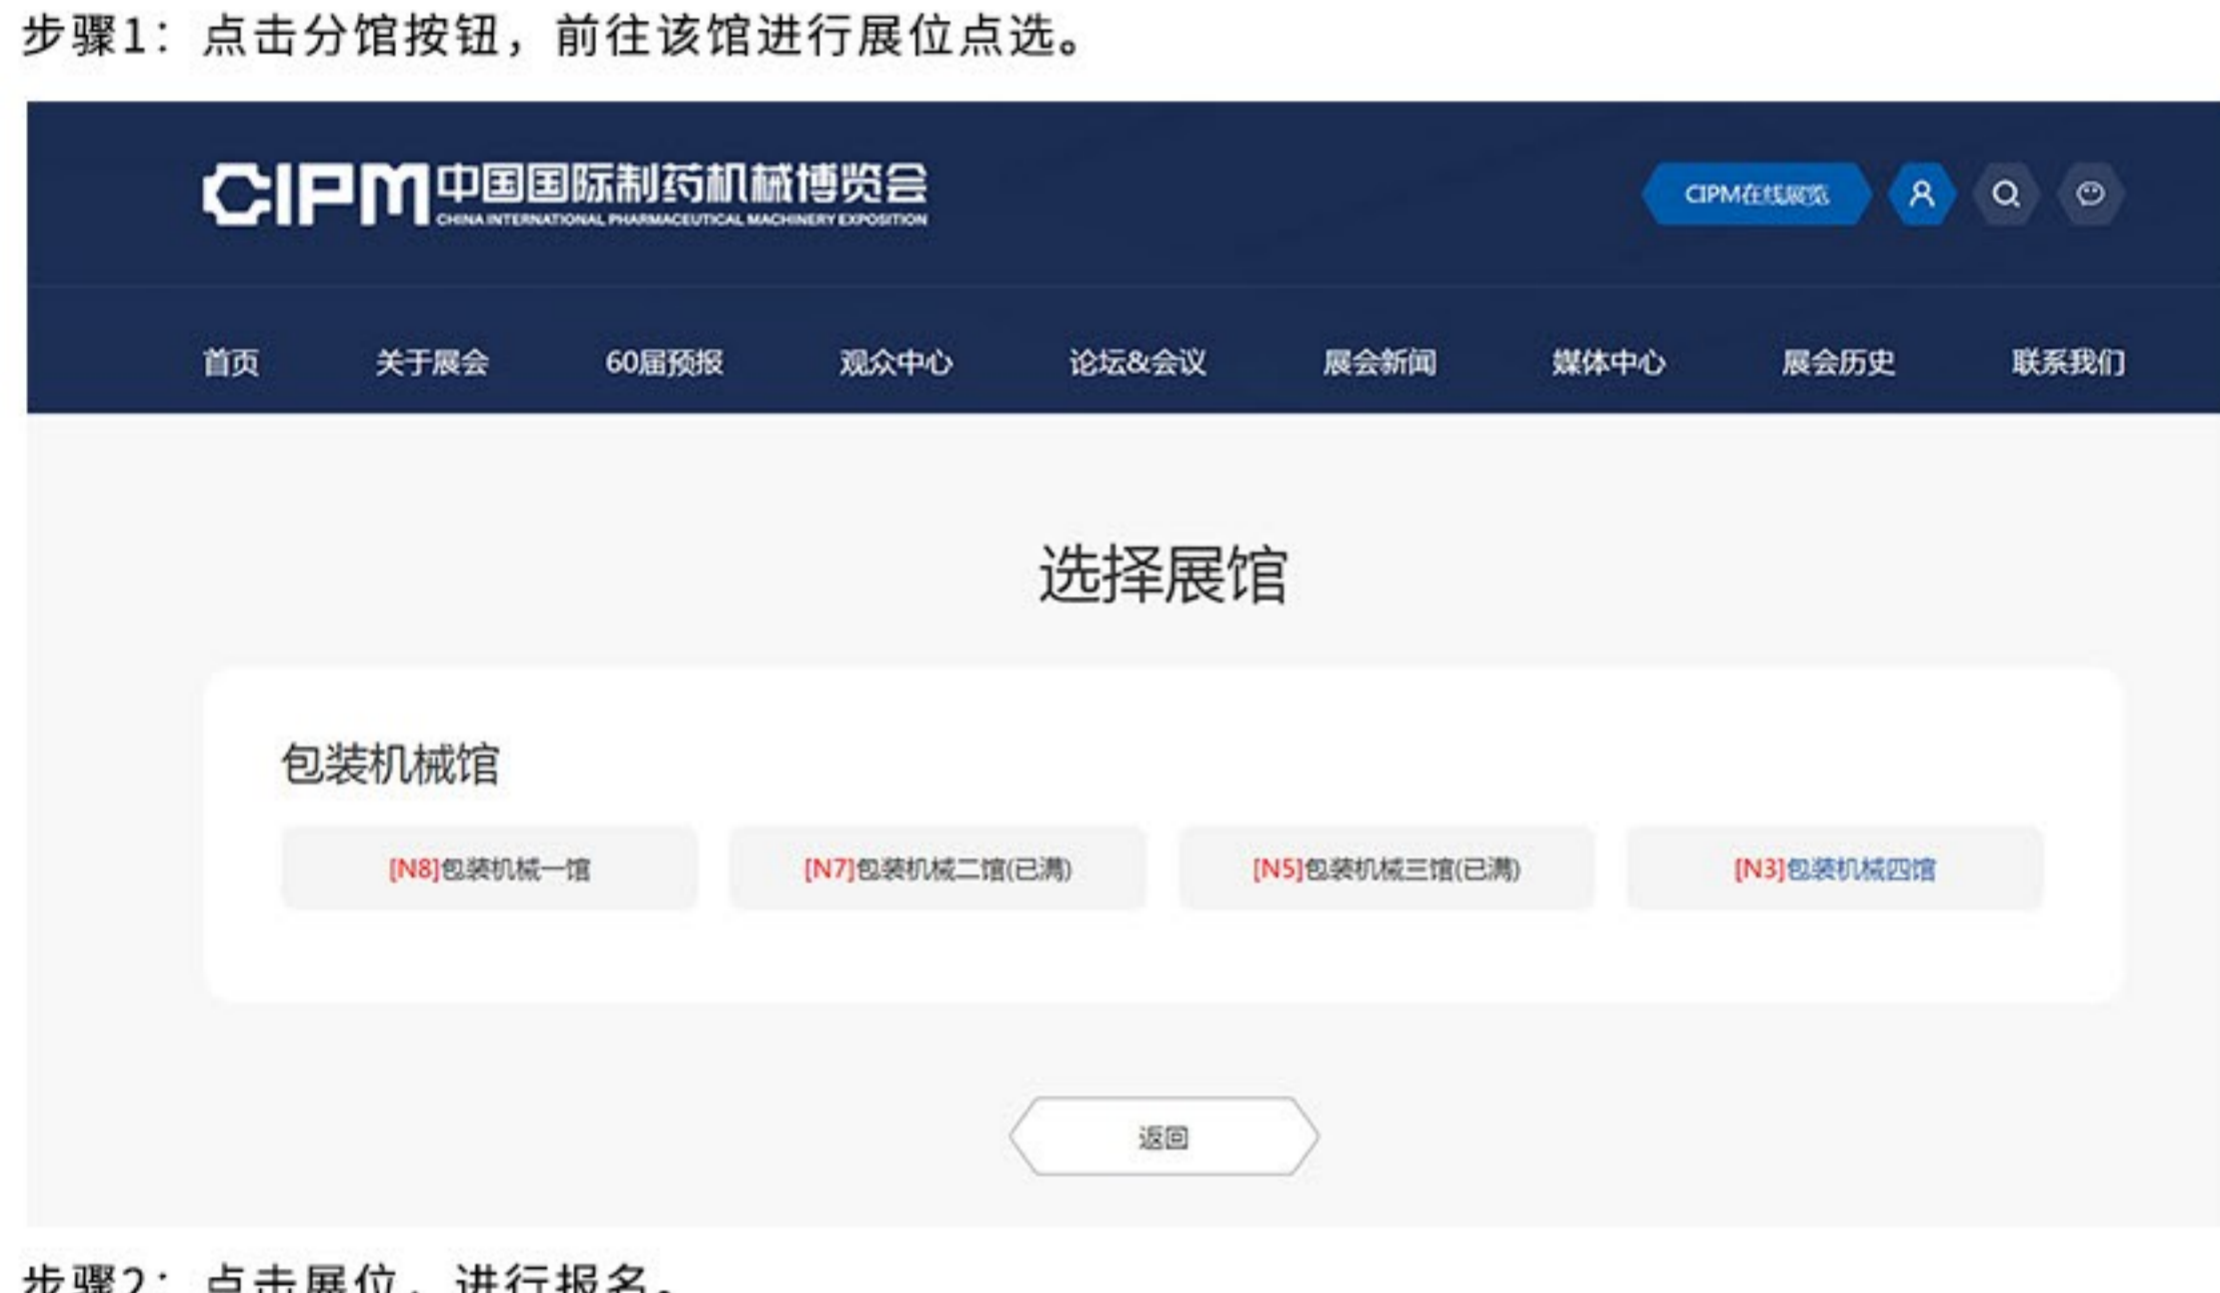 步骤1：点击分馆按钮，前往该馆进行展位点选。
CIPM 中国国际制药机械博览会
CHINA INTERNATIONAL PHARMACEUTICAL MACHINERY EXPOSITION
CIPM在线展览
首页 关于展会 60届预报 观众中心 论坛&会议 展会新闻 媒体中心 展会历史 联系我们
选择展馆
包装机械馆
[N8]包装机械一馆 [N7]包装机械二馆(已满) [N5]包装机械三馆(已满) [N3]包装机械四馆
返回
步骤2：点击展位，进行报名。